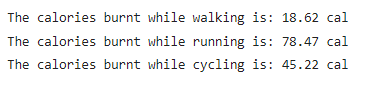 The calories burnt while walking is: 18.62 cal
The calories burnt while running is: 78.47 cal
The calories burnt while cycling is: 45.22 cal